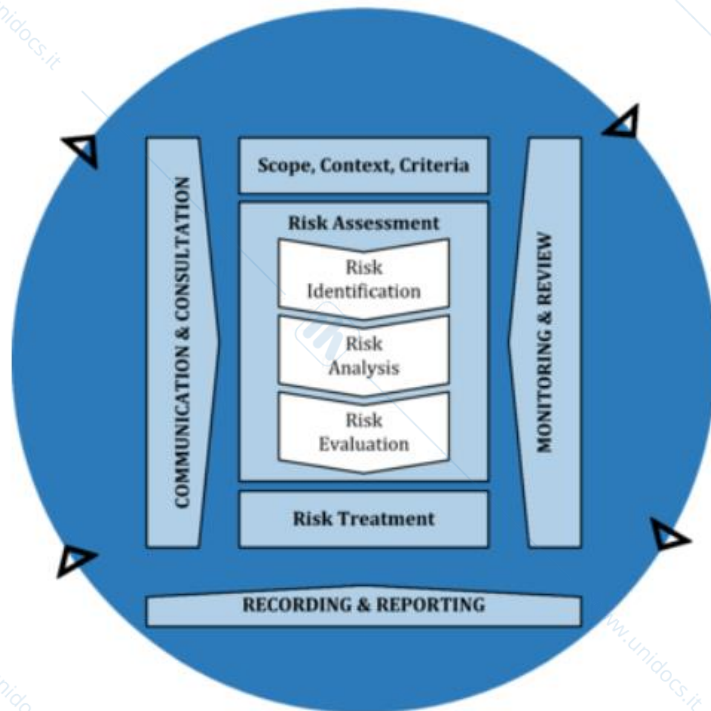 Scope, Context, Criteria
Risk Assessment
Risk
Identification
Risk
Analysis
Risk
Evaluation
Risk Treatment
COMMUNICATION & CONSULTATION
MONITORING & REVIEW
RECORDING & REPORTING
nidocs.it
www.unidocs.it